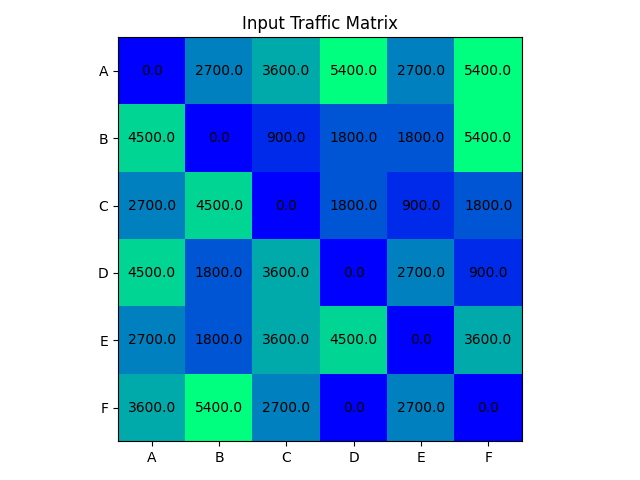 Input Traffic Matrix
A 0.0 2700.0 3600.0 5400.0 2700.0 5400.0
B 4500.0 0.0 900.0 1800.0 1800.0 5400.0
C 2700.0 4500.0 0.0 1800.0 900.0 1800.0
D 4500.0 1800.0 3600.0 0.0 2700.0 900.0
E 2700.0 1800.0 3600.0 4500.0 0.0 3600.0
F 3600.0 5400.0 2700.0 0.0 2700.0 0.0
A B C D E F